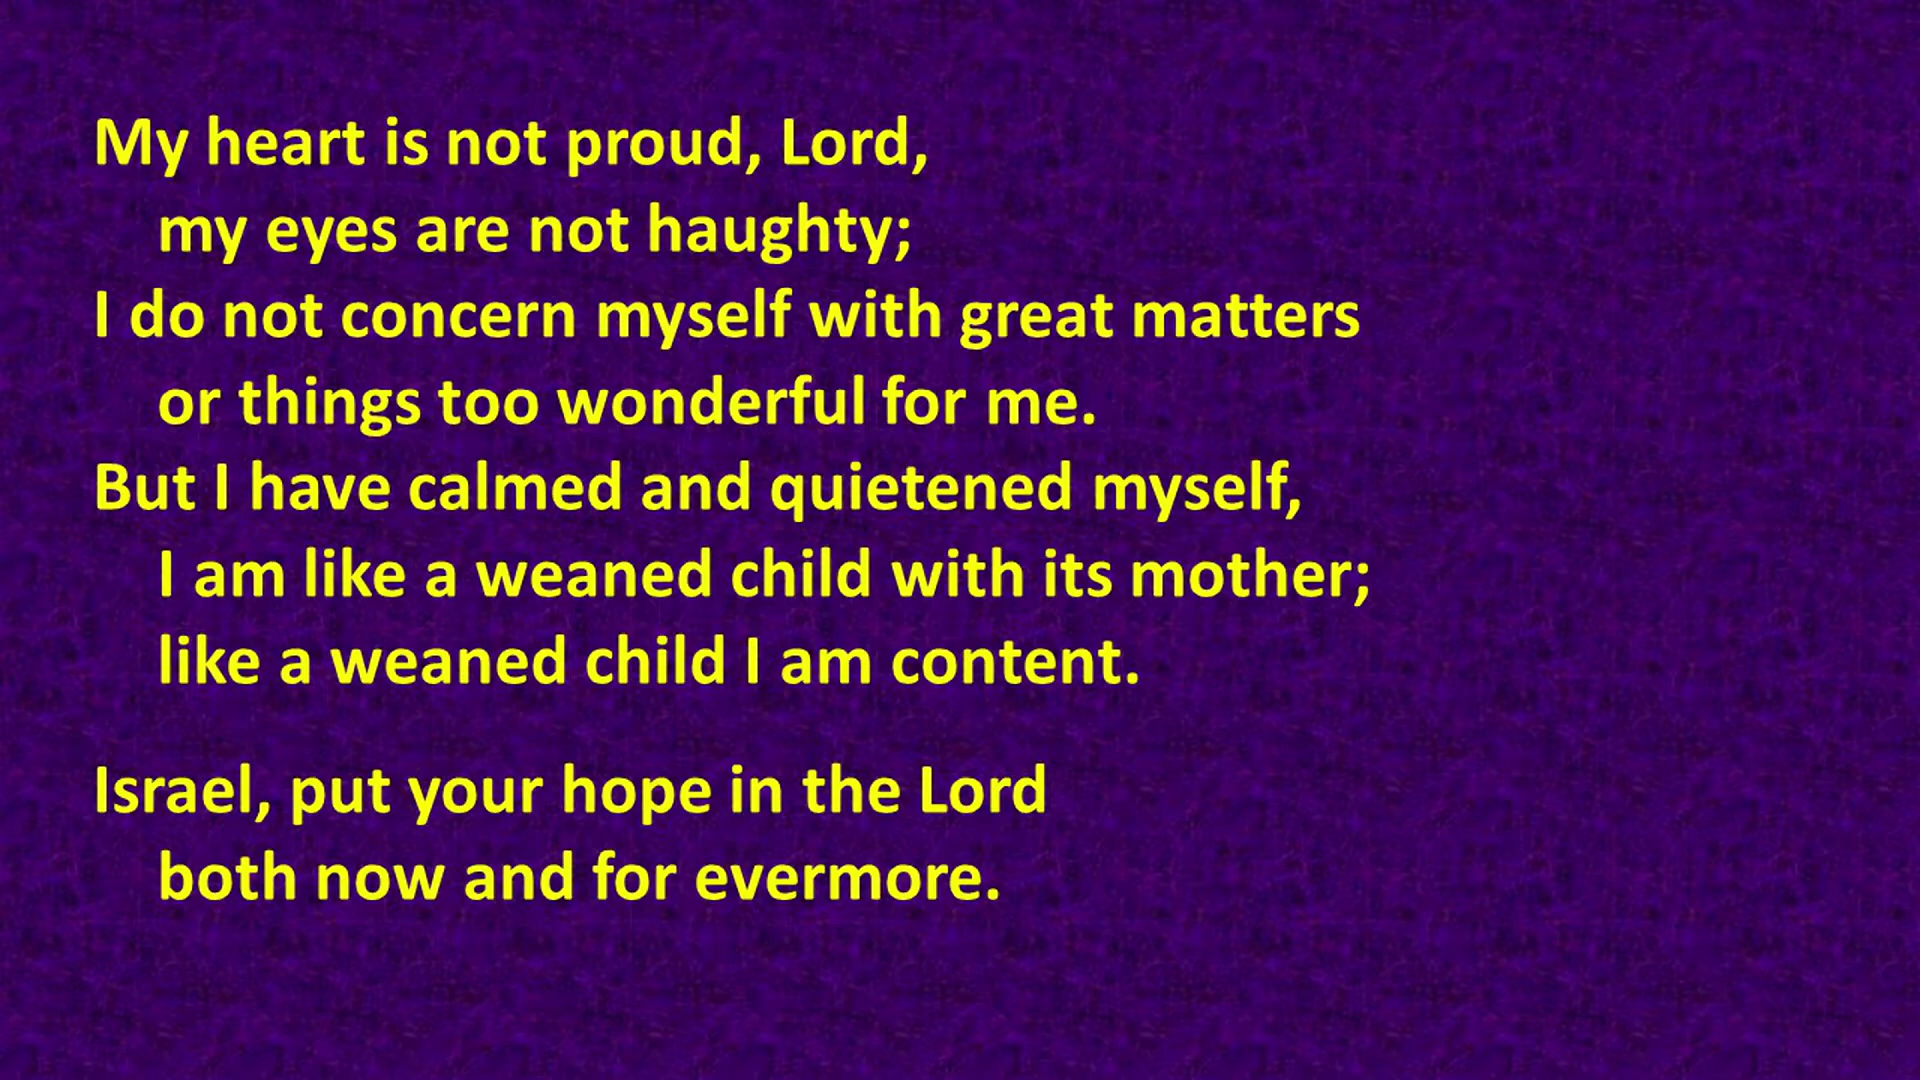 My heart is not proud, Lord,
my eyes are not haughty;
I do not concern myself with great matters
or things too wonderful for me.
But I have calmed and quietened myself,
I am like a weaned child with its mother;
like a weaned child I am content.
Israel, put your hope in the Lord
both now and for evermore.